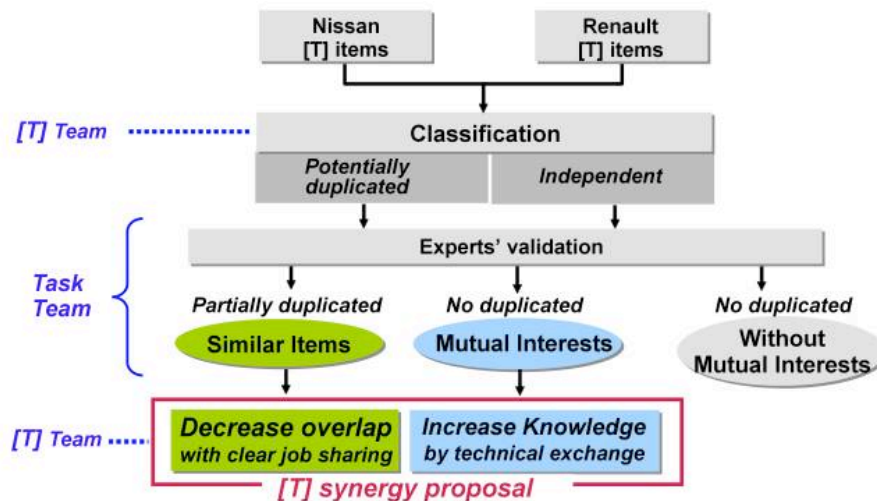 Nissan
[T] items
Renault
[T] items
[T] Team
Classification
Potentially
duplicated
Independent
Experts' validation
Task
Team
Partially duplicated
No duplicated
No duplicated
Similar Items
Mutual Interests
Without
Mutual Interests
[T] Team
Decrease overlap
with clear job sharing
Increase Knowledge
by technical exchange
[T] synergy proposal